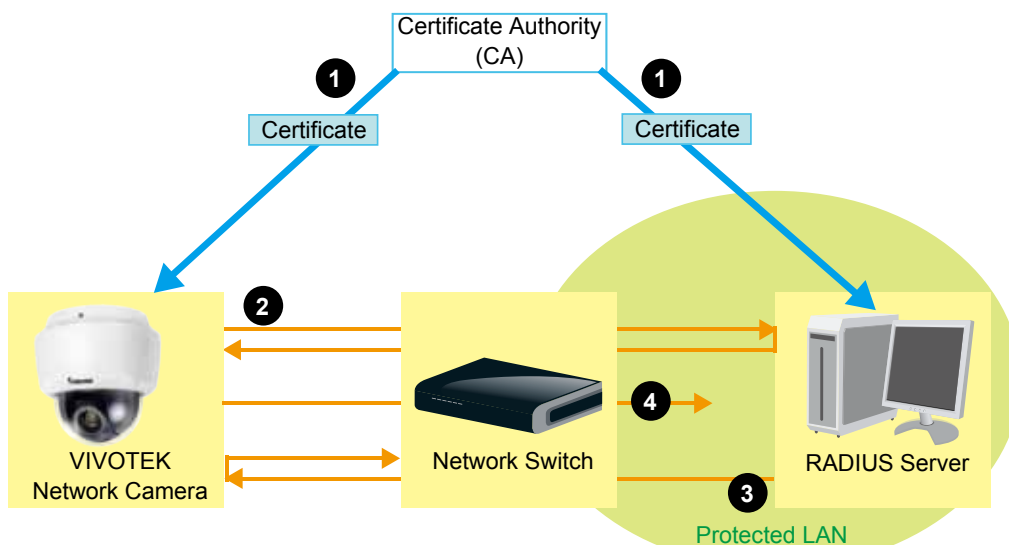 Certificate Authority
(CA)
1
1
Certificate
Certificate
2
4
VIVOTEK
Network Camera
Network Switch
RADIUS Server
3
Protected LAN